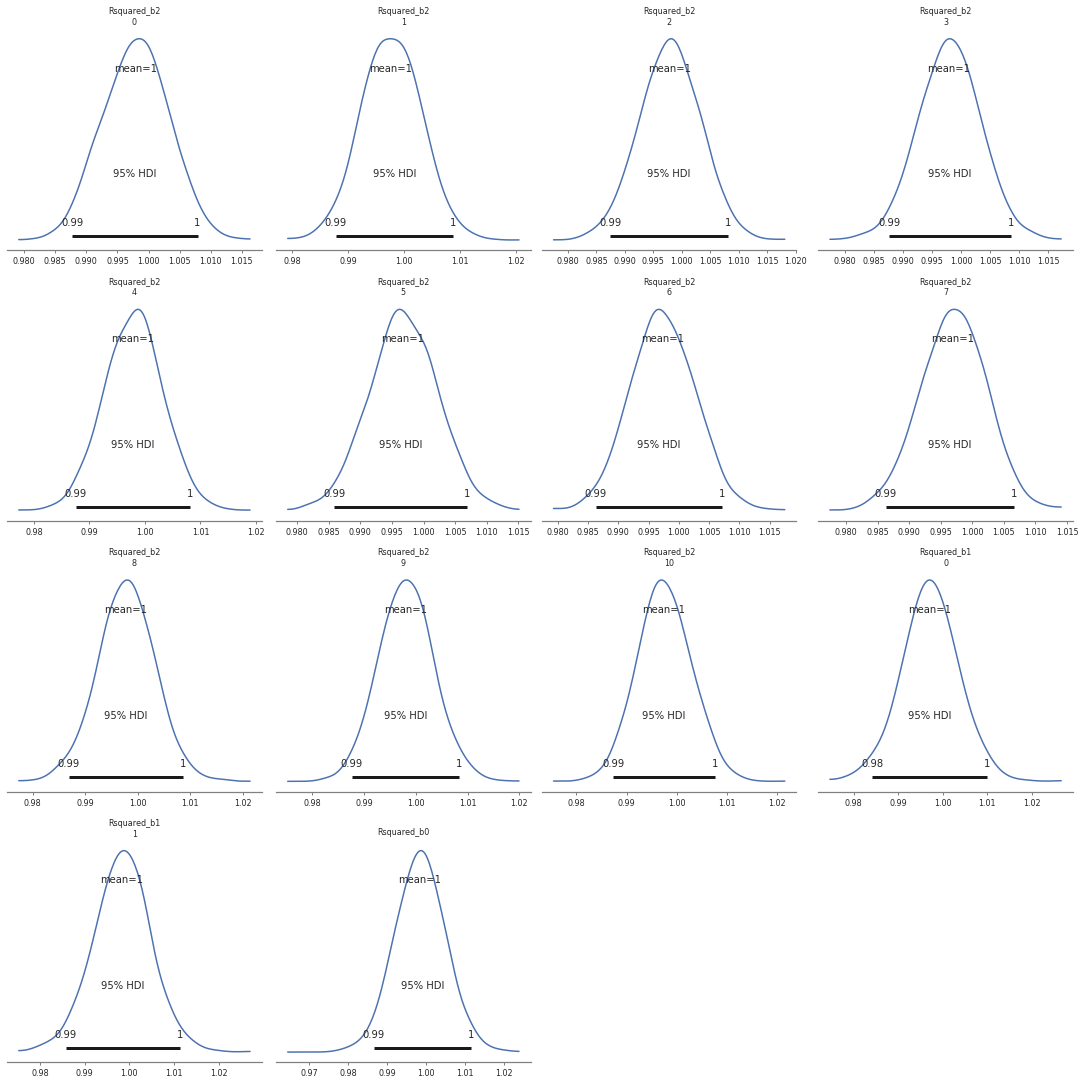 Rsquared_b2
0
mean=1
95% HDI
0.99 1
0.980 0.985 0.990 0.995 1.000 1.005 1.010 1.015
Rsquared_b2
1
mean=1
95% HDI
0.99 1
0.98 0.99 1.00 1.01 1.02
Rsquared_b2
2
mean=1
95% HDI
0.99 1
0.980 0.985 0.990 0.995 1.000 1.005 1.010 1.015 1.020
Rsquared_b2
3
mean=1
95% HDI
0.99 1
0.980 0.985 0.990 0.995 1.000 1.005 1.010 1.015
Rsquared_b2
4
mean=1
95% HDI
0.99 1
0.98 0.99 1.00 1.01 1.02
Rsquared_b2
5
mean=1
95% HDI
0.99 1
0.980 0.985 0.990 0.995 1.000 1.005 1.010 1.015
Rsquared_b2
6
mean=1
95% HDI
0.99 1
0.980 0.985 0.990 0.995 1.000 1.005 1.010 1.015
Rsquared_b2
7
mean=1
95% HDI
0.99 1
0.980 0.985 0.990 0.995 1.000 1.005 1.010 1.015
Rsquared_b2
8
mean=1
95% HDI
0.99 1
0.98 0.99 1.00 1.01 1.02
Rsquared_b2
9
mean=1
95% HDI
0.99 1
0.98 0.99 1.00 1.01 1.02
Rsquared_b2
10
mean=1
95% HDI
0.99 1
0.98 0.99 1.00 1.01 1.02
Rsquared_b1
0
mean=1
95% HDI
0.98 1
0.98 0.99 1.00 1.01 1.02
Rsquared_b1
1
mean=1
95% HDI
0.99 1
0.98 0.99 1.00 1.01 1.02
Rsquared_b0
mean=1
95% HDI
0.99 1
0.97 0.98 0.99 1.00 1.01 1.02